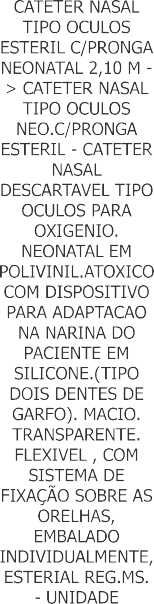 CATETER NASAL
TIPO OCULOS
ESTERIL C/PRONGA
NEONATAL 2,10 M -
> CATETER NASAL
TIPO OCULOS
NEO.C/PRONGA
ESTERIL - CATETER
NASAL
DESCARTAVEL TIPO
OCULOS PARA
OXIGENIO.
NEONATAL EM
POLIVINIL.ATOXICO
COM DISPOSITIVO
PARA ADAPTACAO
NA NARINA DO
PACIENTE EM
SILICONE.(TIPO
DOIS DENTES DE
GARFO). MACIO.
TRANSPARENTE.
FLEXIVEL , COM
SISTEMA DE
FIXAÇÃO SOBRE AS
ORELHAS,
EMBALADO
INDIVIDUALMENTE,
ESTERIAL REG.MS.
- UNIDADE